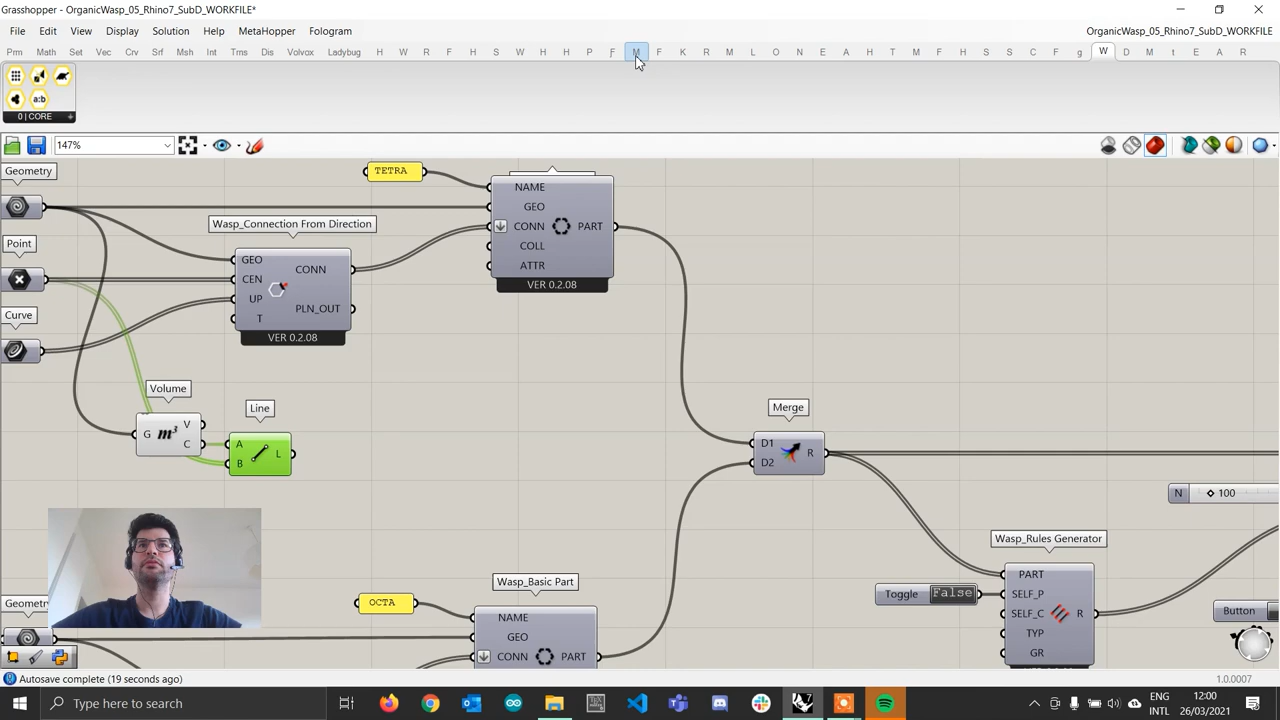 Grasshopper - OrganicWasp_05_Rhino7_SubD_WORKFILE*
File Edit View Display Solution Help MetaHopper Fologram OrganicWasp_05_Rhino7_SubD_WORKFILE
Prm Math Set Vec Crv Srf Msh Int Trns Dis Volvox Ladybug H W R F H S W H H P F M F K R M L O R H E A M F H S S C F g W D M t E A R
a:b
0 | CORE
147%
Geometry
TETRA
NAME
GEO
Wasp_Connection From Direction
CONN PART
Point
COLL
GEO
CONN
ATTR
CEN
VER 0.2.08
UP
PLN_OUT
Curve
T
VER 0.2.08
Volume
Line
Merge
V
G m³
C
A
L
B
D1
R
D2
N 100
Wasp_Rules Generator
Wasp_Basic Part
PART
Toggle False
SELF_P
OCTA
Geometry
NAME
SELF_C R
Button
GEO
TYP
CONN PART
GR
Autosave complete (19 seconds ago)
1.0.0007
Type here to search
ENG
INTL
12:00
26/03/2021